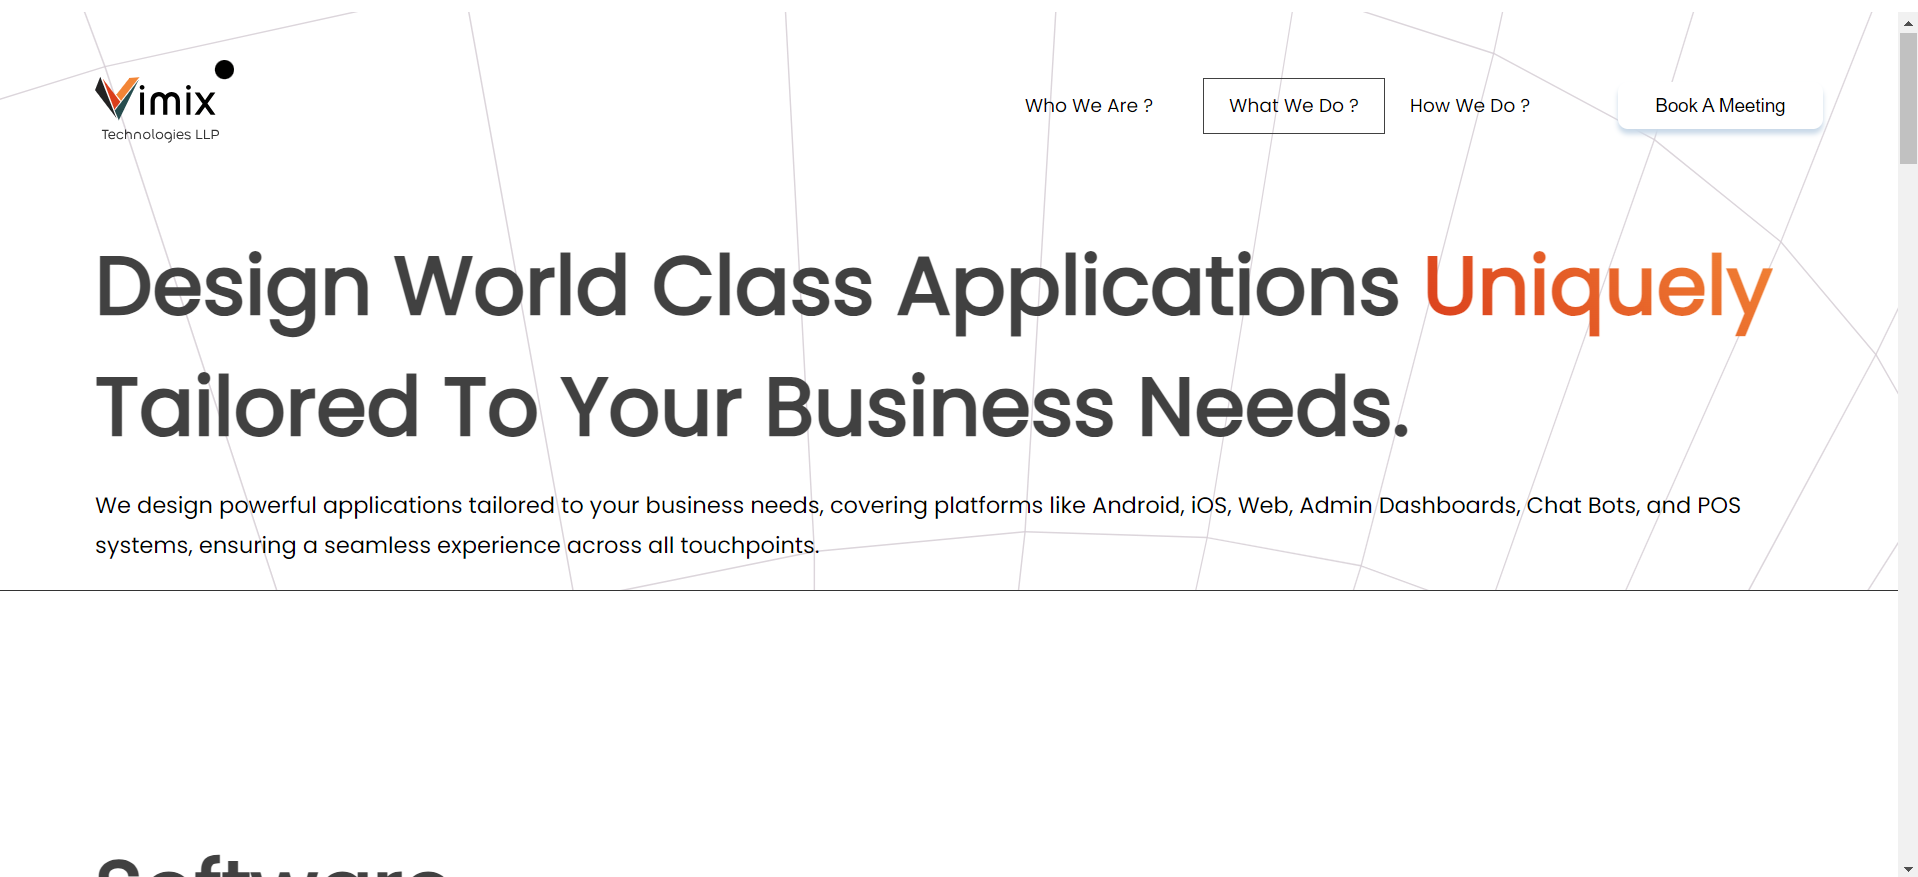 Vimix
Technologies LLP
Who We Are ?
What We Do ?
How We Do ?
Book A Meeting
Design World Class Applications Uniquely
Tailored To Your Business Needs.
We design powerful applications tailored to your business needs, covering platforms like Android, iOS, Web, Admin Dashboards, Chat Bots, and POS
systems, ensuring a seamless experience across all touchpoints.
Software